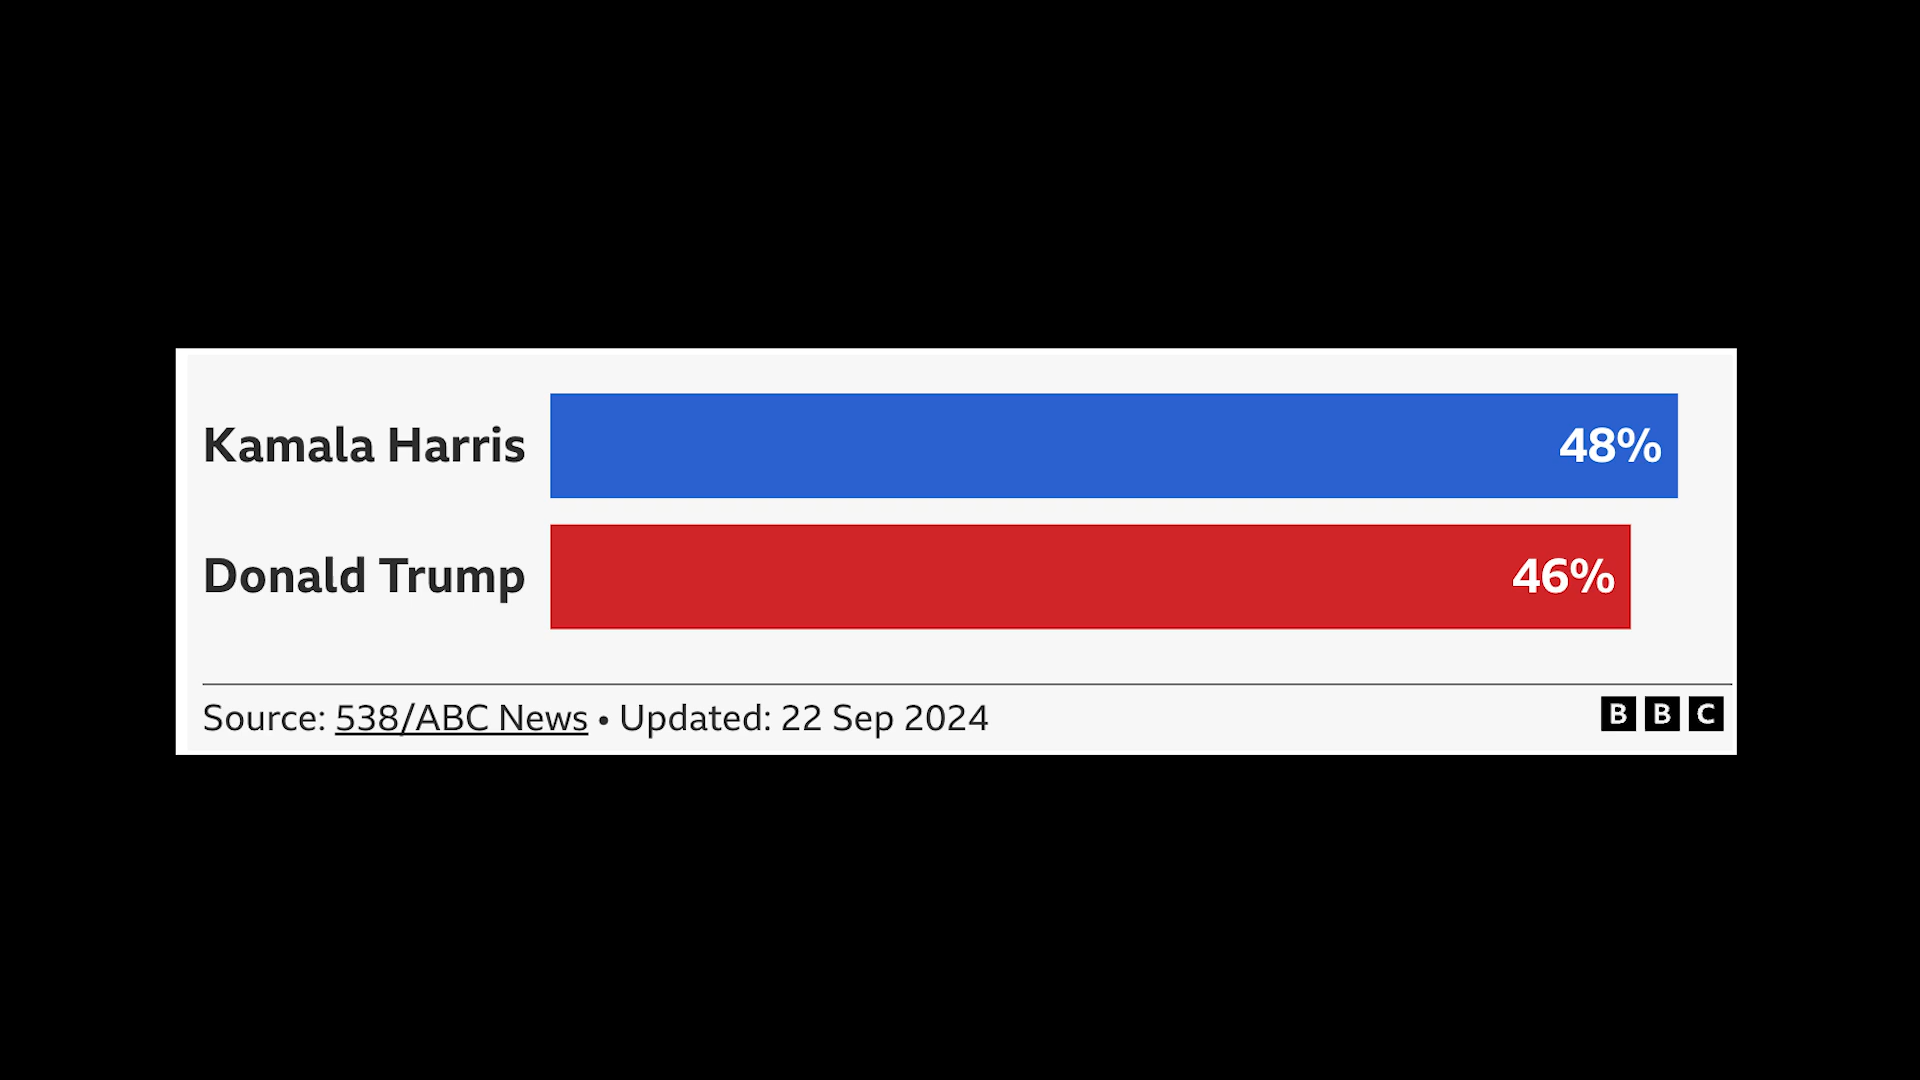 Kamala Harris 48%
Donald Trump 46%
Source: 538/ABC News • Updated: 22 Sep 2024
BBC